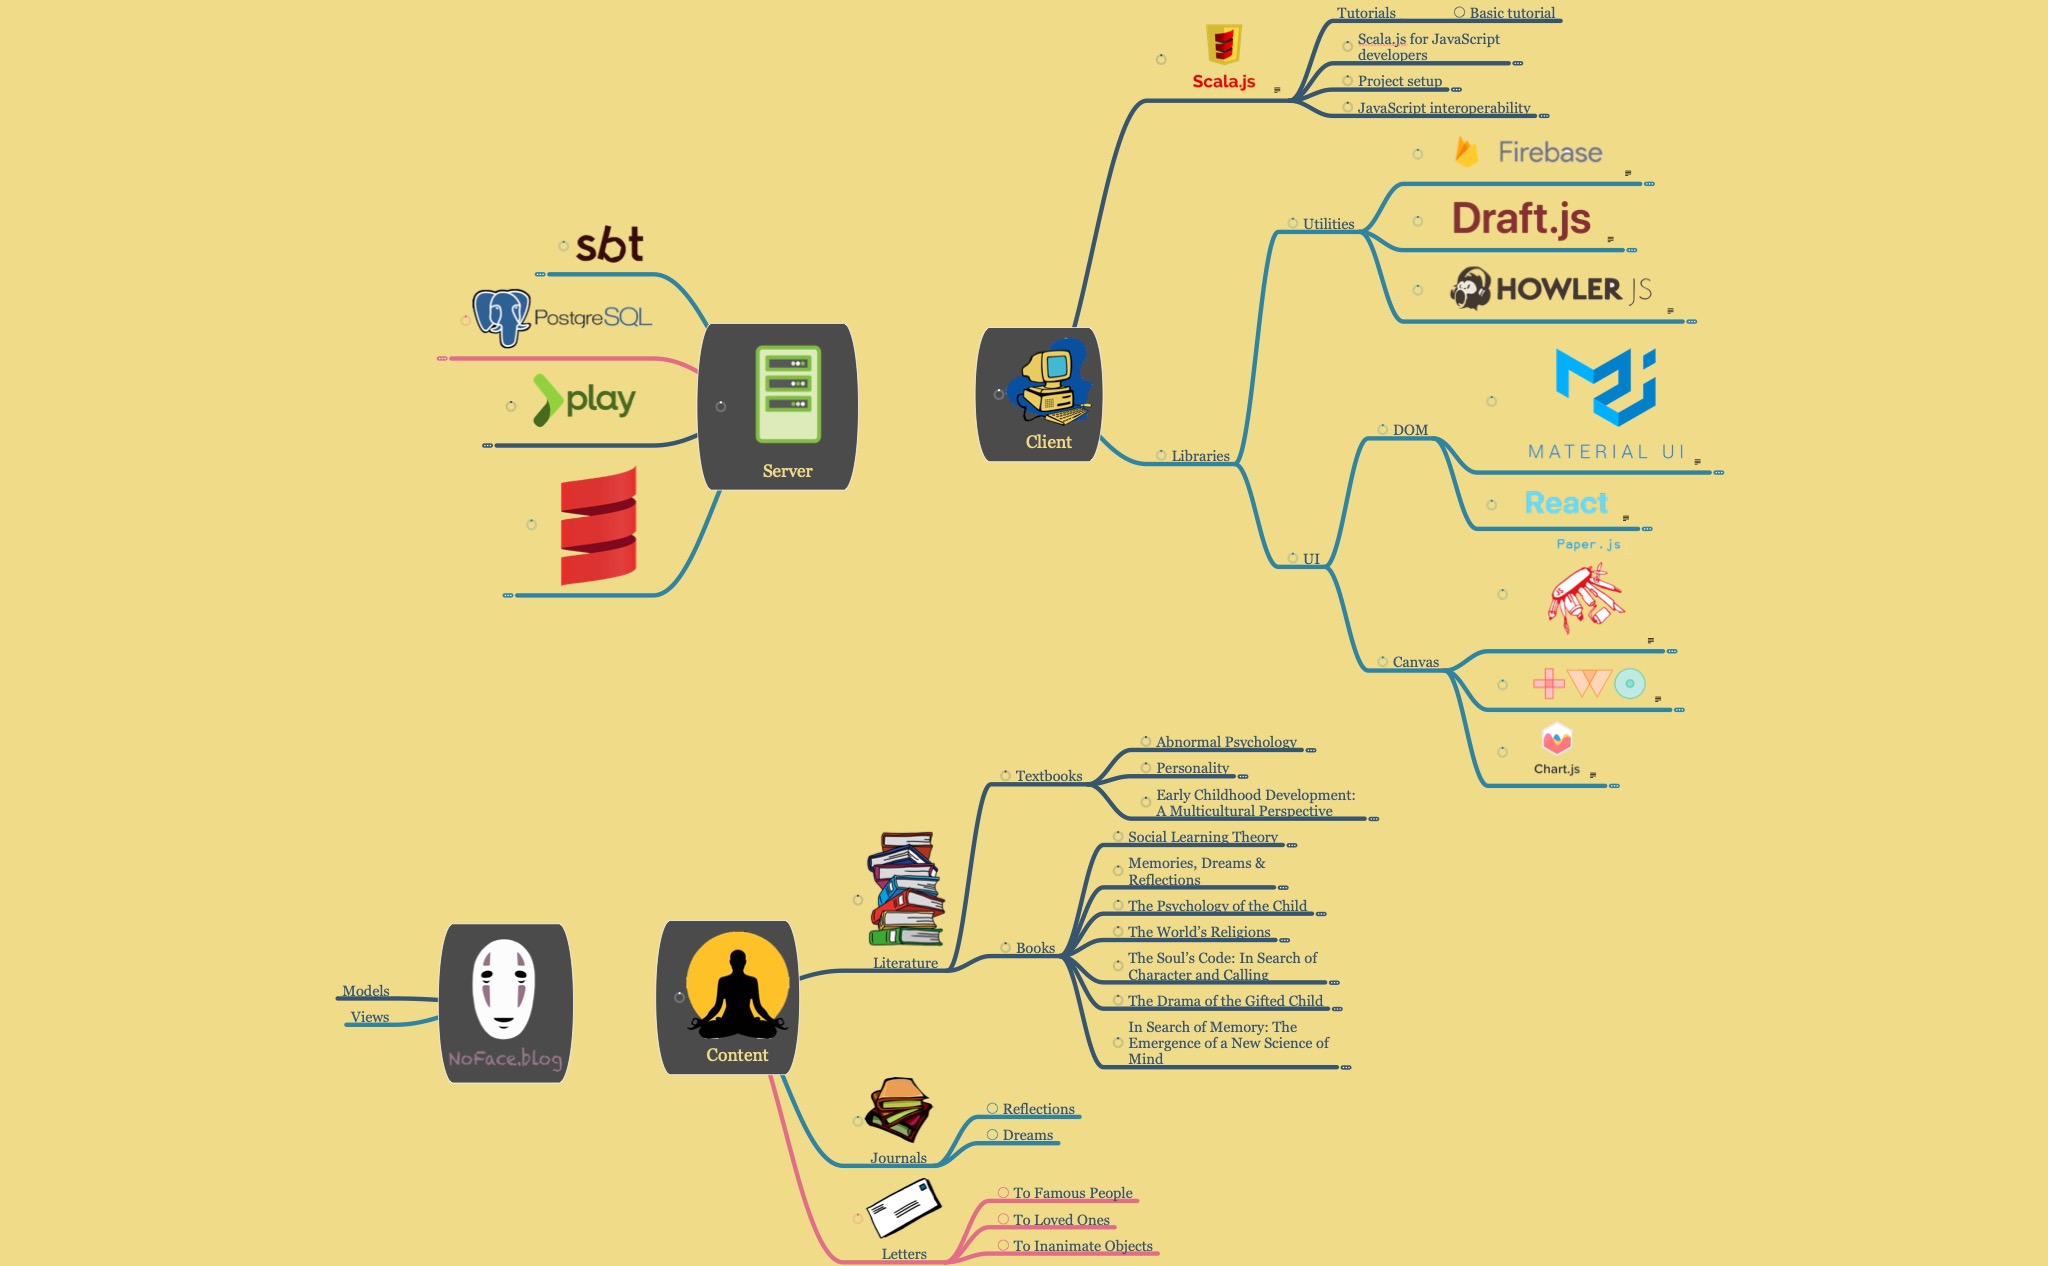 Scala.js
Tutorials
Basic tutorial
Scala.js for JavaScript
developers
Project setup
JavaScript interoperability
Firebase
Draft.js
HOWLER JS
Utilities
MATERIAL UI
DOM
React
Libraries
UI
Paper.js
Canvas
TWO
Chart.js
Client
sbt
PostgreSQL
play
Server
Textbooks
Abnormal Psychology
Personality
Early Childhood Development:
A Multicultural Perspective
Literature
Books
Social Learning Theory
Memories, Dreams &
Reflections
The Psychology of the Child
The World’s Religions
The Soul’s Code: In Search of
Character and Calling
The Drama of the Gifted Child
In Search of Memory: The
Emergence of a New Science of
Mind
Content
Journals
Reflections
Dreams
Letters
To Famous People
To Loved Ones
To Inanimate Objects
Models
Views
NoFace.blog